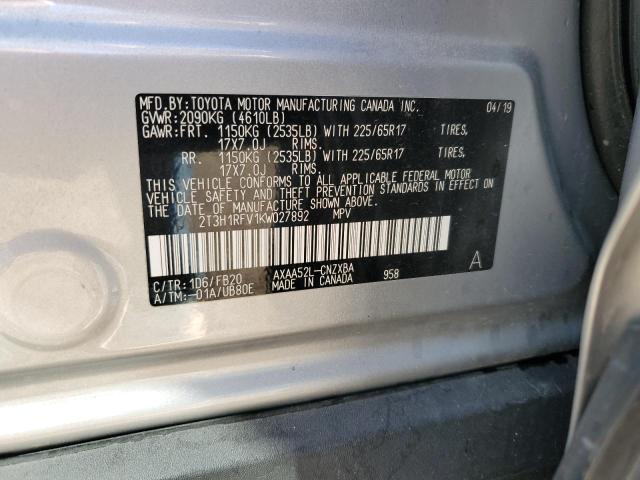 MFD.BY:TOYOTA MOTOR MANUFACTURING CANADA INC. 04/19
GVWR:2090KG (4610LB)
GAWR:FRT. 1150KG (2535LB) WITH 225/65R17 TIRES,
17X7.0J RIMS.
RR. 1150KG (2535LB) WITH 225/65R17 TIRES,
17X7.0J RIMS.
THIS VEHICLE CONFORMS TO ALL APPLICABLE FEDERAL MOTOR
VEHICLE SAFETY AND THEFT PREVENTION STANDARDS IN EFFECT ON
THE DATE OF MANUFACTURE SHOWN ABOVE.
2T3H1RFV1KW027892 MPV
C/TR:1D6/FB20 AXAA52L-CNZXBA A
A/TM:-01A/UB80E MADE IN CANADA 958